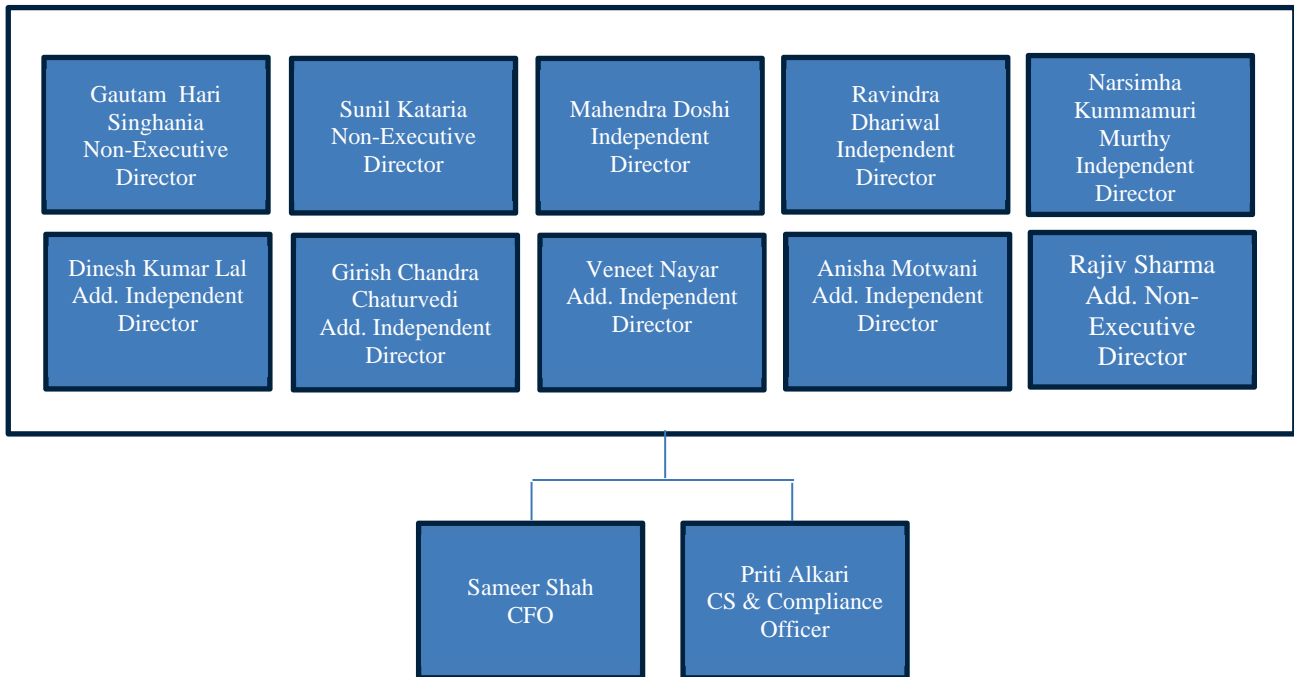 Gautam Hari
Singhania
Non-Executive
Director
Sunil Kataria
Non-Executive
Director
Mahendra Doshi
Independent
Director
Ravindra
Dhariwal
Independent
Director
Narsimha
Kummamuri
Murthy
Independent
Director
Dinesh Kumar Lal
Add. Independent
Director
Girish Chandra
Chaturvedi
Add. Independent
Director
Veneet Nayar
Add. Independent
Director
Anisha Motwani
Add. Independent
Director
Rajiv Sharma
Add. Non-
Executive
Director
Sameer Shah
CFO
Priti Alkari
CS & Compliance
Officer